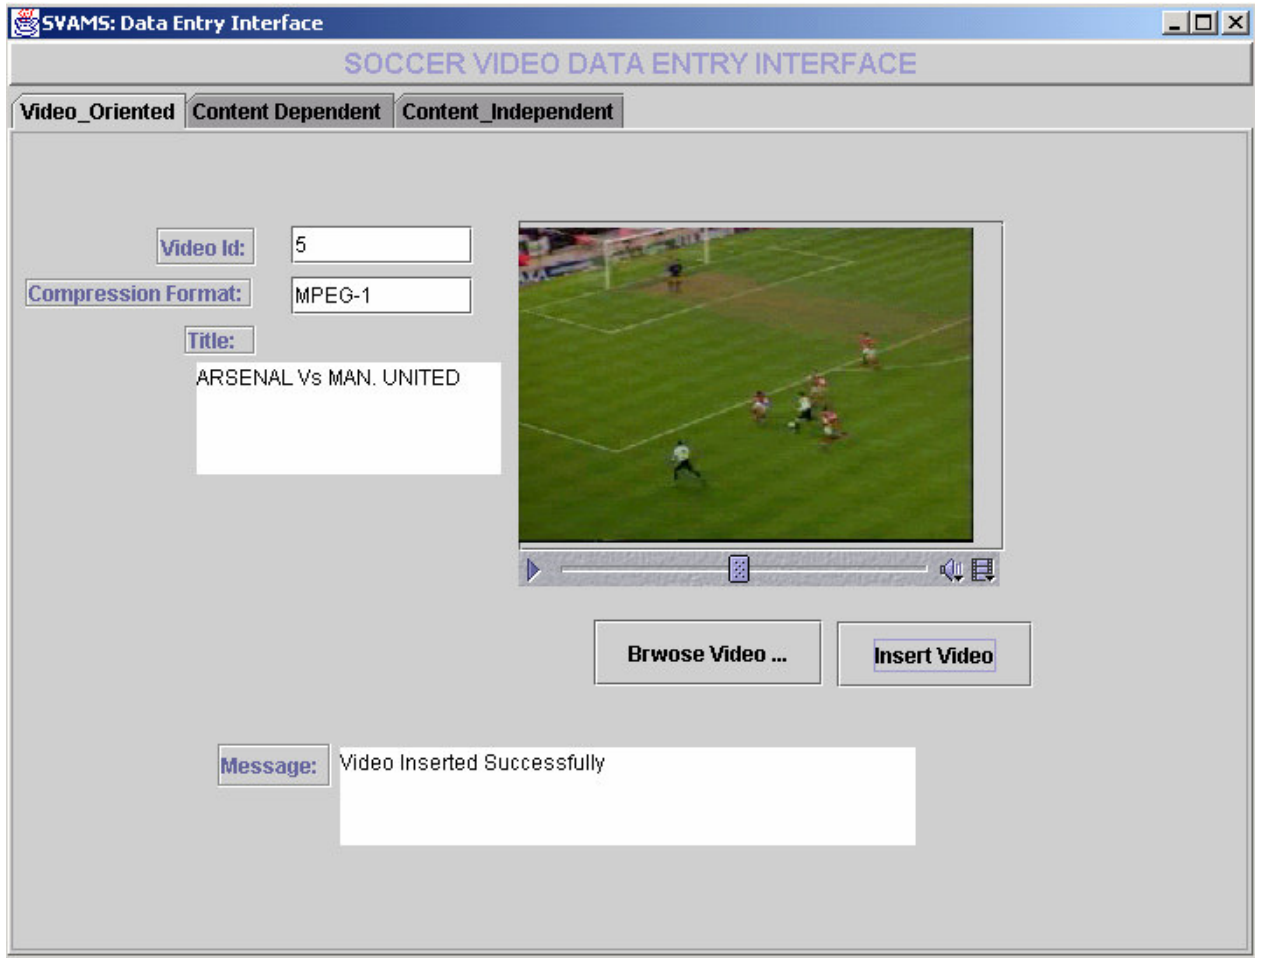 SVAMS: Data Entry Interface
SOCCER VIDEO DATA ENTRY INTERFACE
Video_Oriented Content Dependent Content_Independent
Video Id: 5
Compression Format: MPEG-1
Title:
ARSENAL Vs MAN. UNITED
Brwose Video ... Insert Video
Message: Video Inserted Successfully